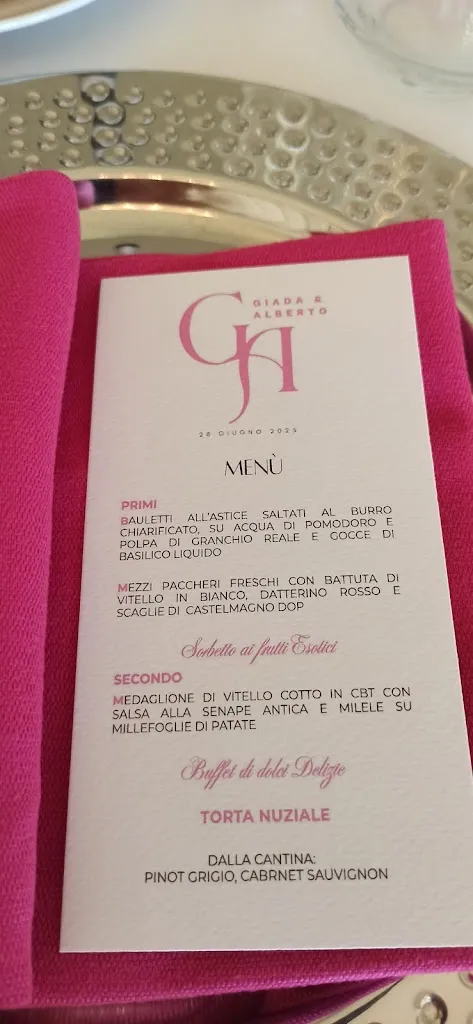 GA
GIADA &
ALBERTO
28 GIUGNO 2025
MENÙ
PRIMI
BAULETTI ALL'ASTICE SALTATI AL BURRO
CHIARIFICATO, SU ACQUA DI POMODORO E
POLPA DI GRANCHIO REALE E GOCCE DI
BASILICO LIQUIDO
MEZZI PACCHERI FRESCHI CON BATTUTA DI
VITELLO IN BIANCO, DATTERINO ROSSO E
SCAGLIE DI CASTELMAGNO DOP
Sorbetto ai frutti Esotici
SECONDO
MEDAGLIONE DI VITELLO COTTO IN CBT CON
SALSA ALLA SENAPE ANTICA E MILELE SU
MILLEFOGLIE DI PATATE
Buffet di dolci Delizie
TORTA NUZIALE
DALLA CANTINA:
PINOT GRIGIO, CABRNET SAUVIGNON